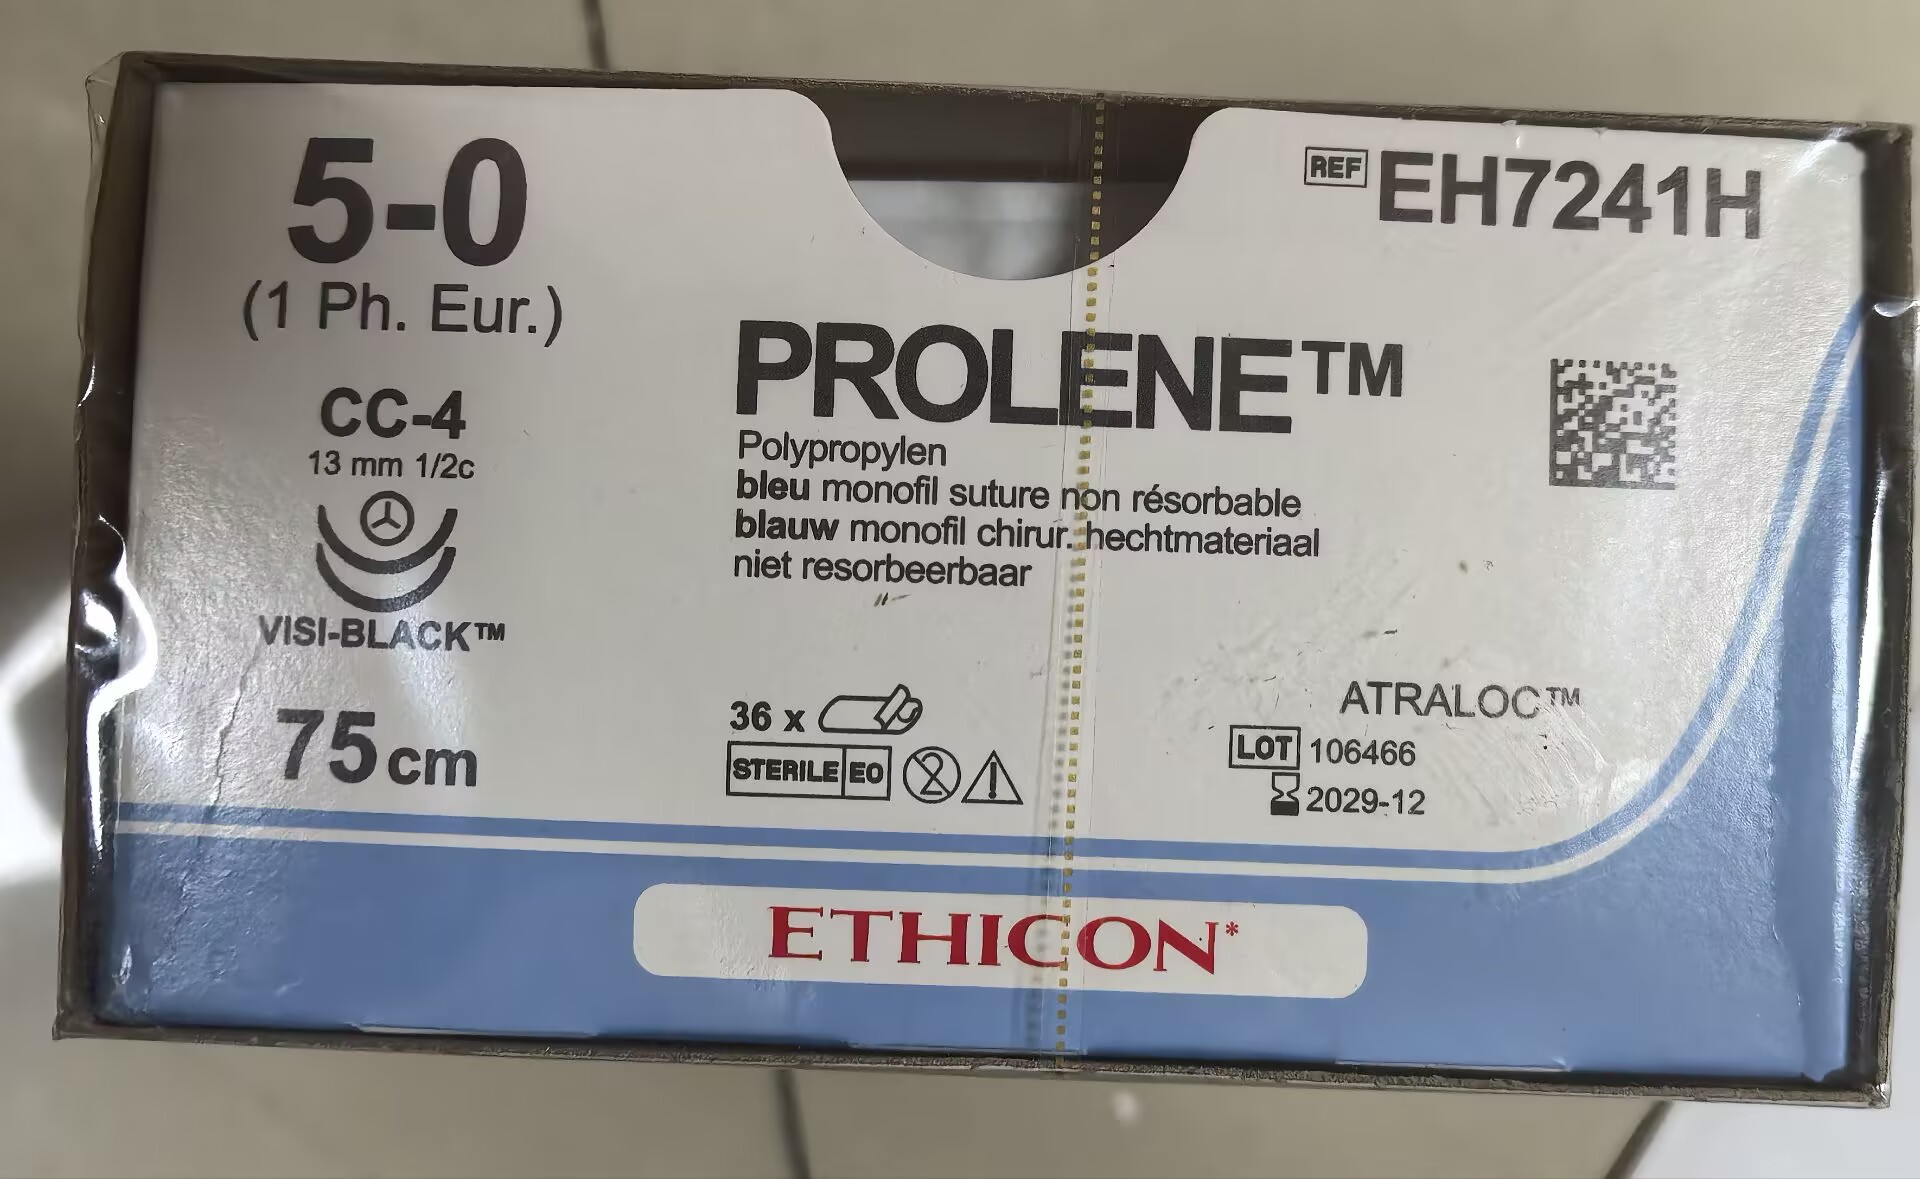 5-0
(1 Ph. Eur.)
CC-4
13 mm 1/2c
VISI-BLACK™
75 cm
REF EH7241H
PROLENE™
Polypropylen
bleu monofil suture non résorbable
blauw monofil chirur. hechtmateriaal
niet resorbeerbaar
36 x
STERILE EO
2
ATRALOC™
LOT 106466
2029-12
ETHICON*